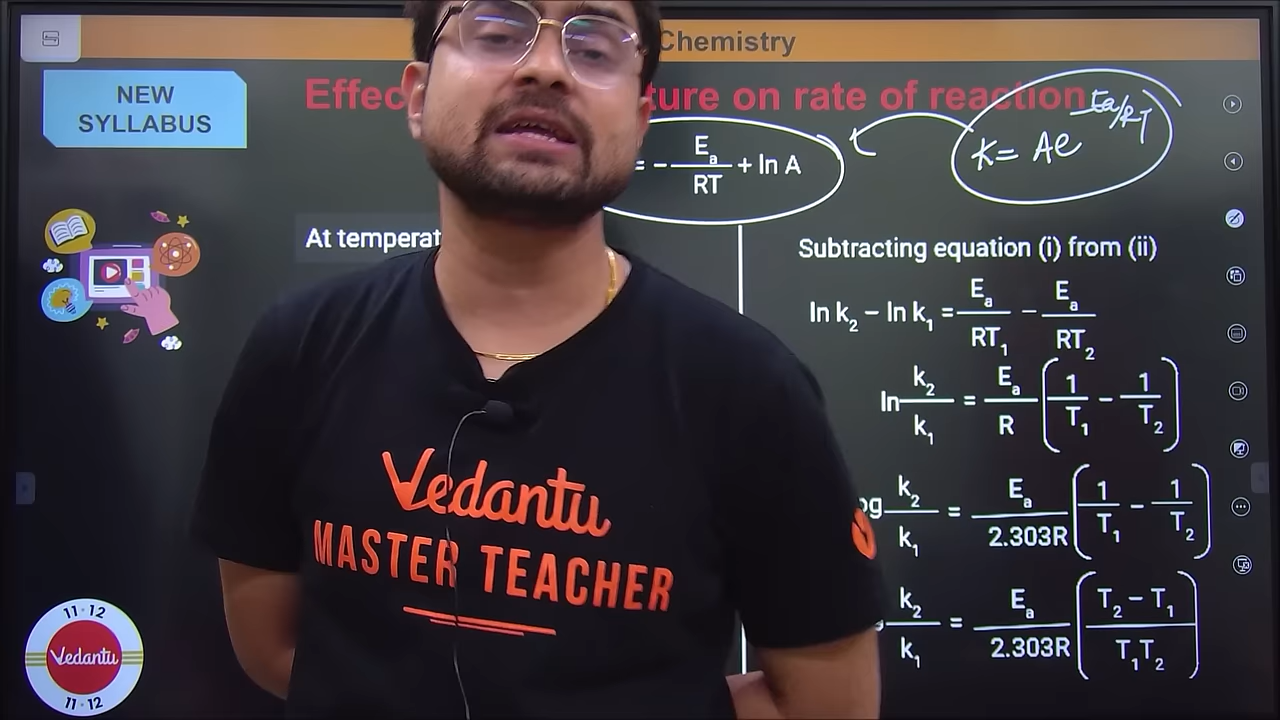 Chemistry
NEW
SYLLABUS
Effec ture on rate of reaction
= - Eₐ/RT + ln A
K = Ae^-Ea/RT
At temperat
Subtracting equation (i) from (ii)
ln k₂ – ln k₁ = Eₐ/RT₁ – Eₐ/RT₂
ln k₂/k₁ = Eₐ/R (1/T₁ – 1/T₂)
og k₂/k₁ = Eₐ/2.303R (1/T₁ – 1/T₂)
k₂/k₁ = Eₐ/2.303R (T₂ – T₁/T₁T₂)
Vedantu
MASTER TEACHER
11·12
Vedantu
11·12